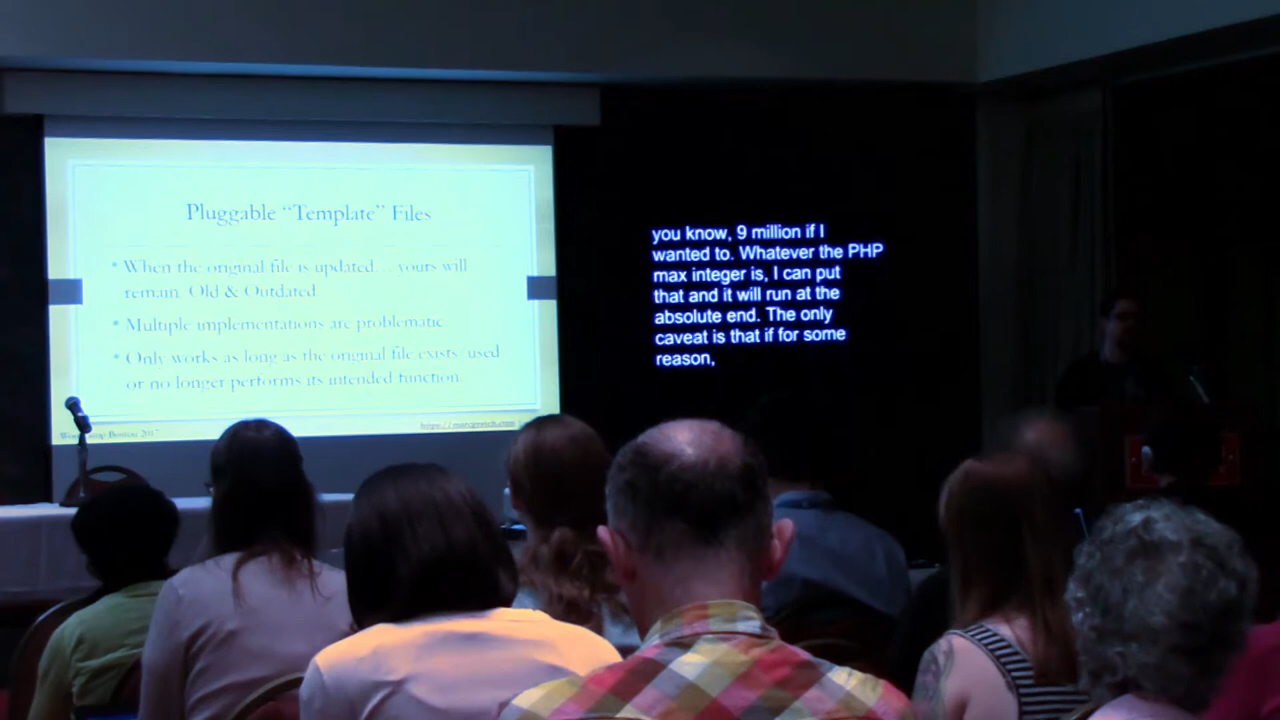 Pluggable “Template” Files
* When the original file is updated… yours will
remain. Old & Outdated.
* Multiple implementations are problematic
* Only works as long as the original file exists, used
or no longer performs its intended function.
2017
you know, 9 million if I
wanted to. Whatever the PHP
max integer is, I can put
that and it will run at the
absolute end. The only
caveat is that if for some
reason,